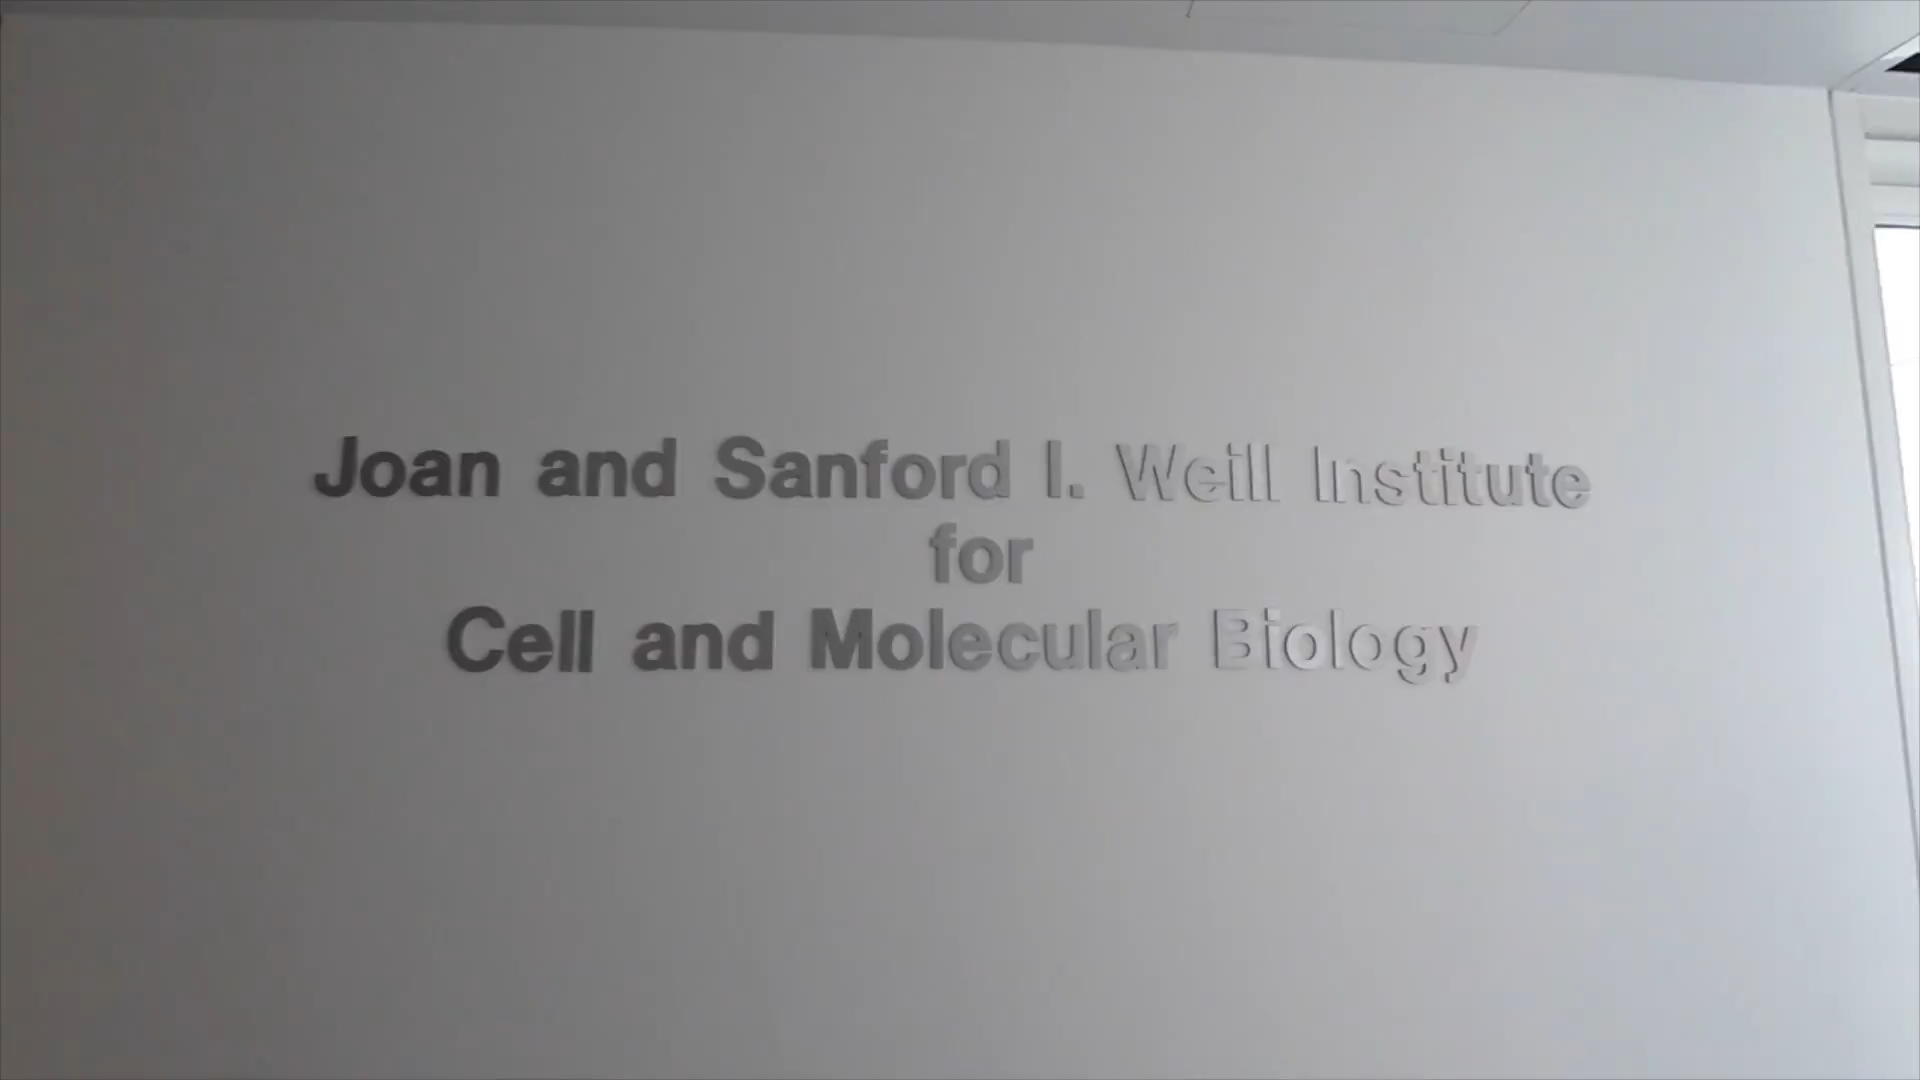 Joan and Sanford I. Weill Institute
for
Cell and Molecular Biology